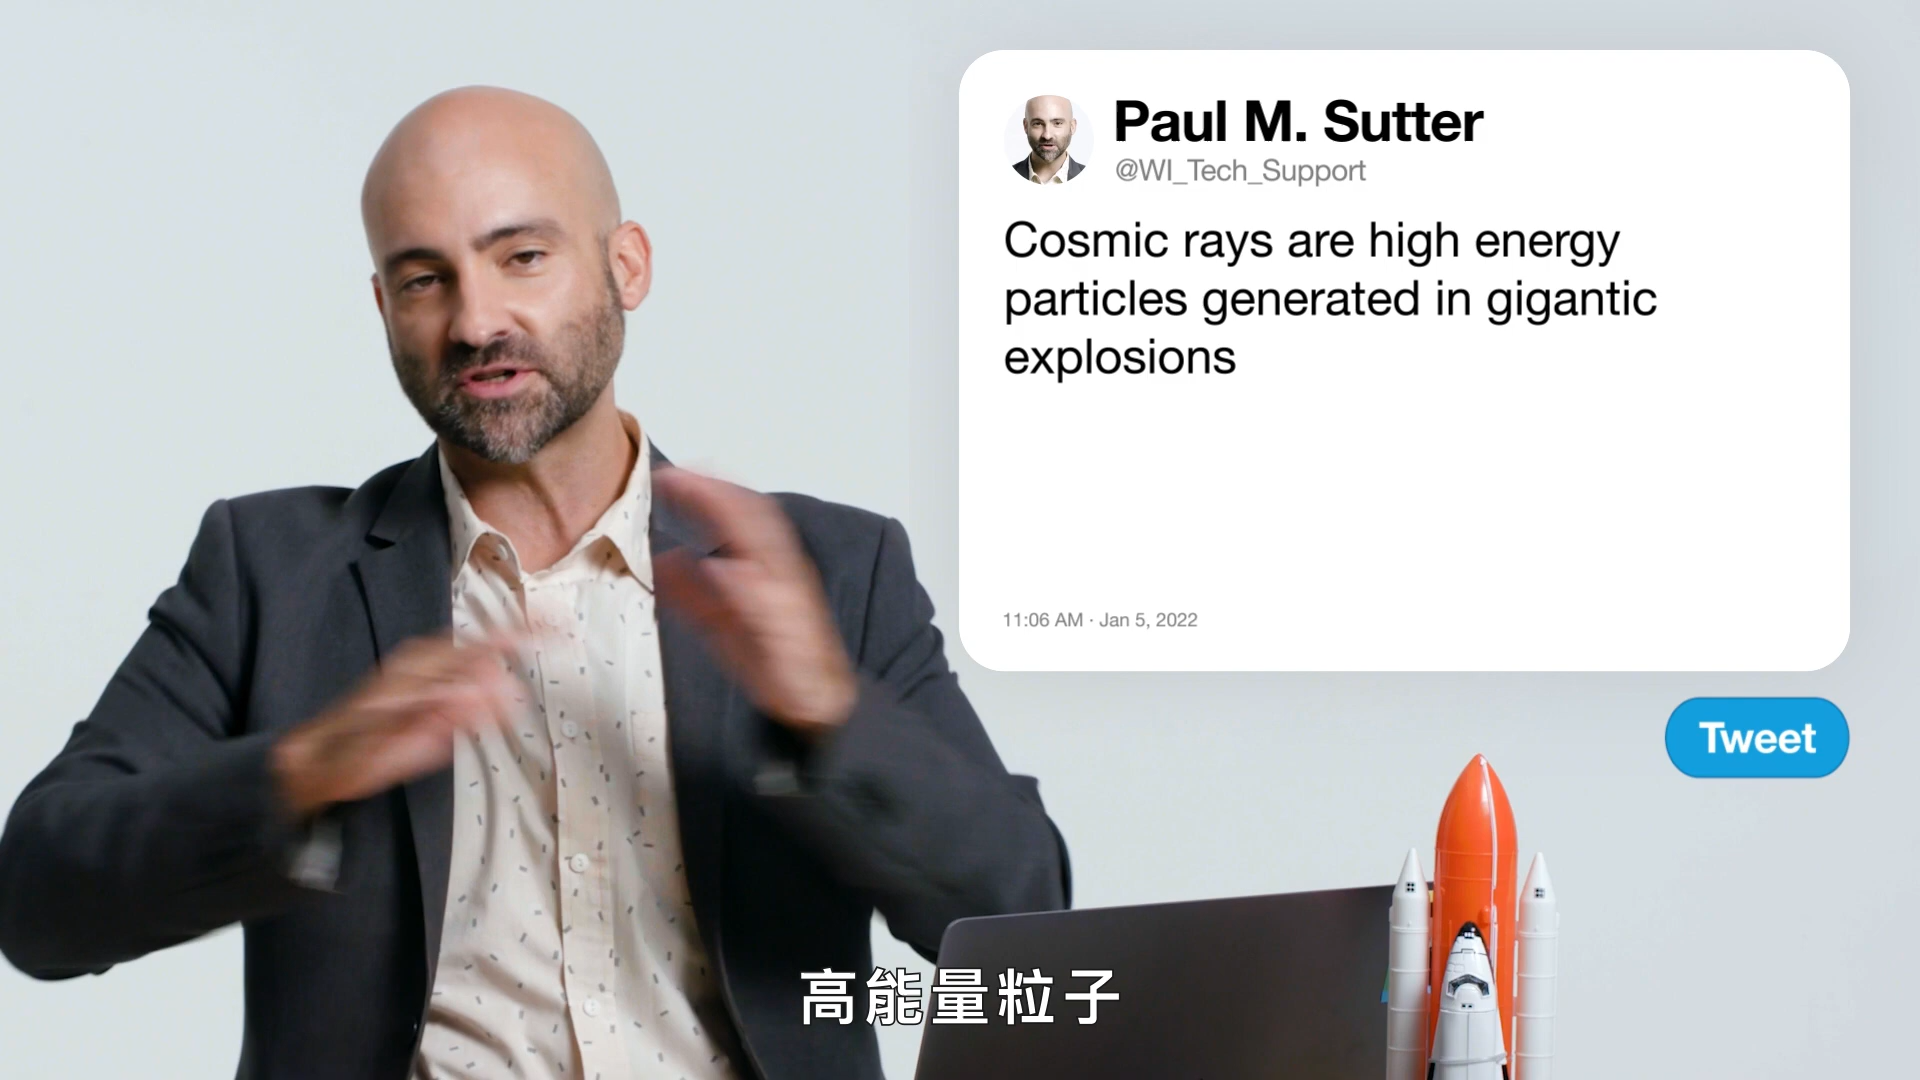 Paul M. Sutter
@WI_Tech_Support
Cosmic rays are high energy
particles generated in gigantic
explosions
11:06 AM · Jan 5, 2022
Tweet
高能量粒子